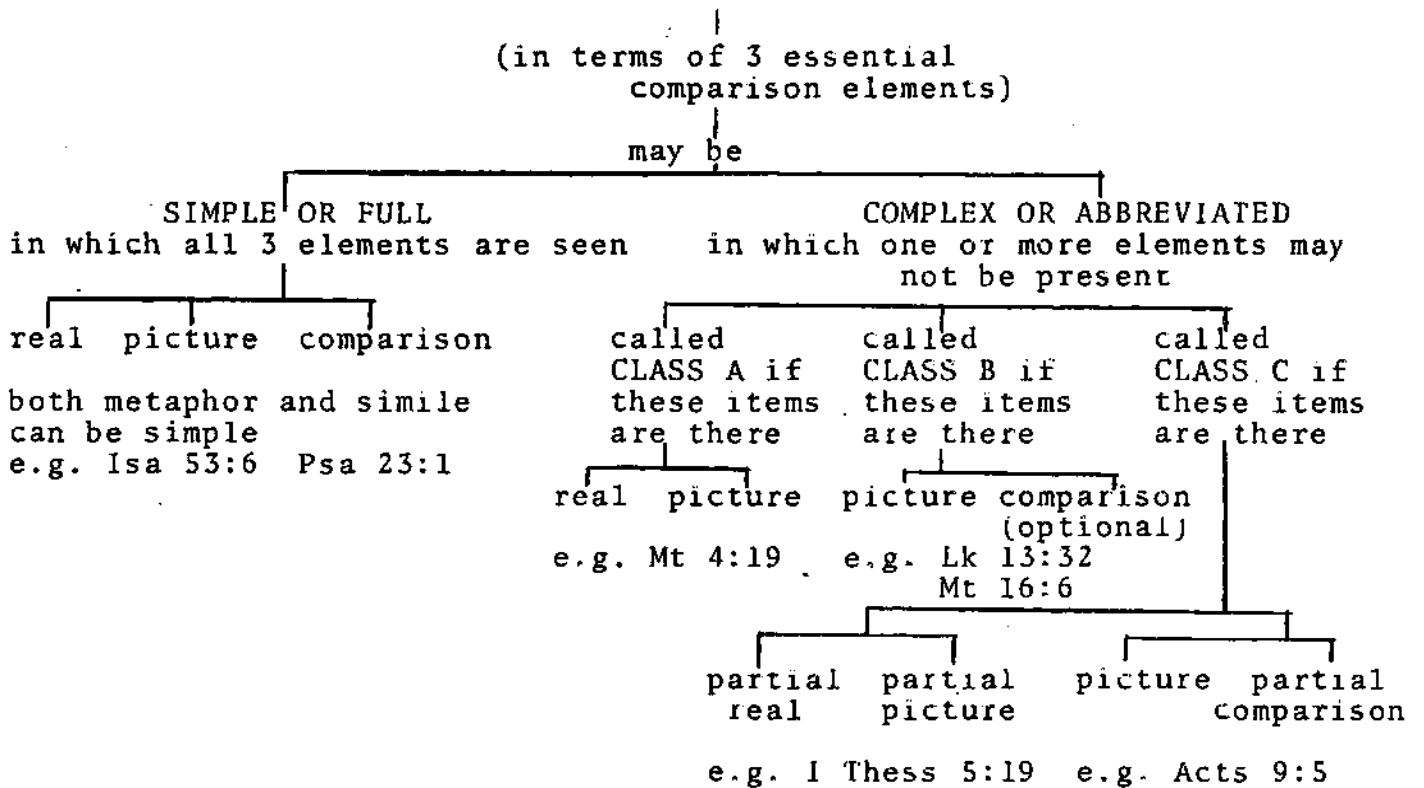 (in terms of 3 essential
comparison elements)
may be
SIMPLE OR FULL
in which all 3 elements are seen
real picture comparison
both metaphor and simile
can be simple
e.g. Isa 53:6 Psa 23:1
COMPLEX OR ABBREVIATED
in which one or more elements may
not be present
called
CLASS A if
these items
are there
real picture
e.g. Mt 4:19
called
CLASS B if
these items
are there
picture comparison
(optional)
e.g. Lk 13:32
Mt 16:6
called
CLASS C if
these items
are there
partial partial
real picture
e.g. I Thess 5:19
picture partial
comparison
e.g. Acts 9:5